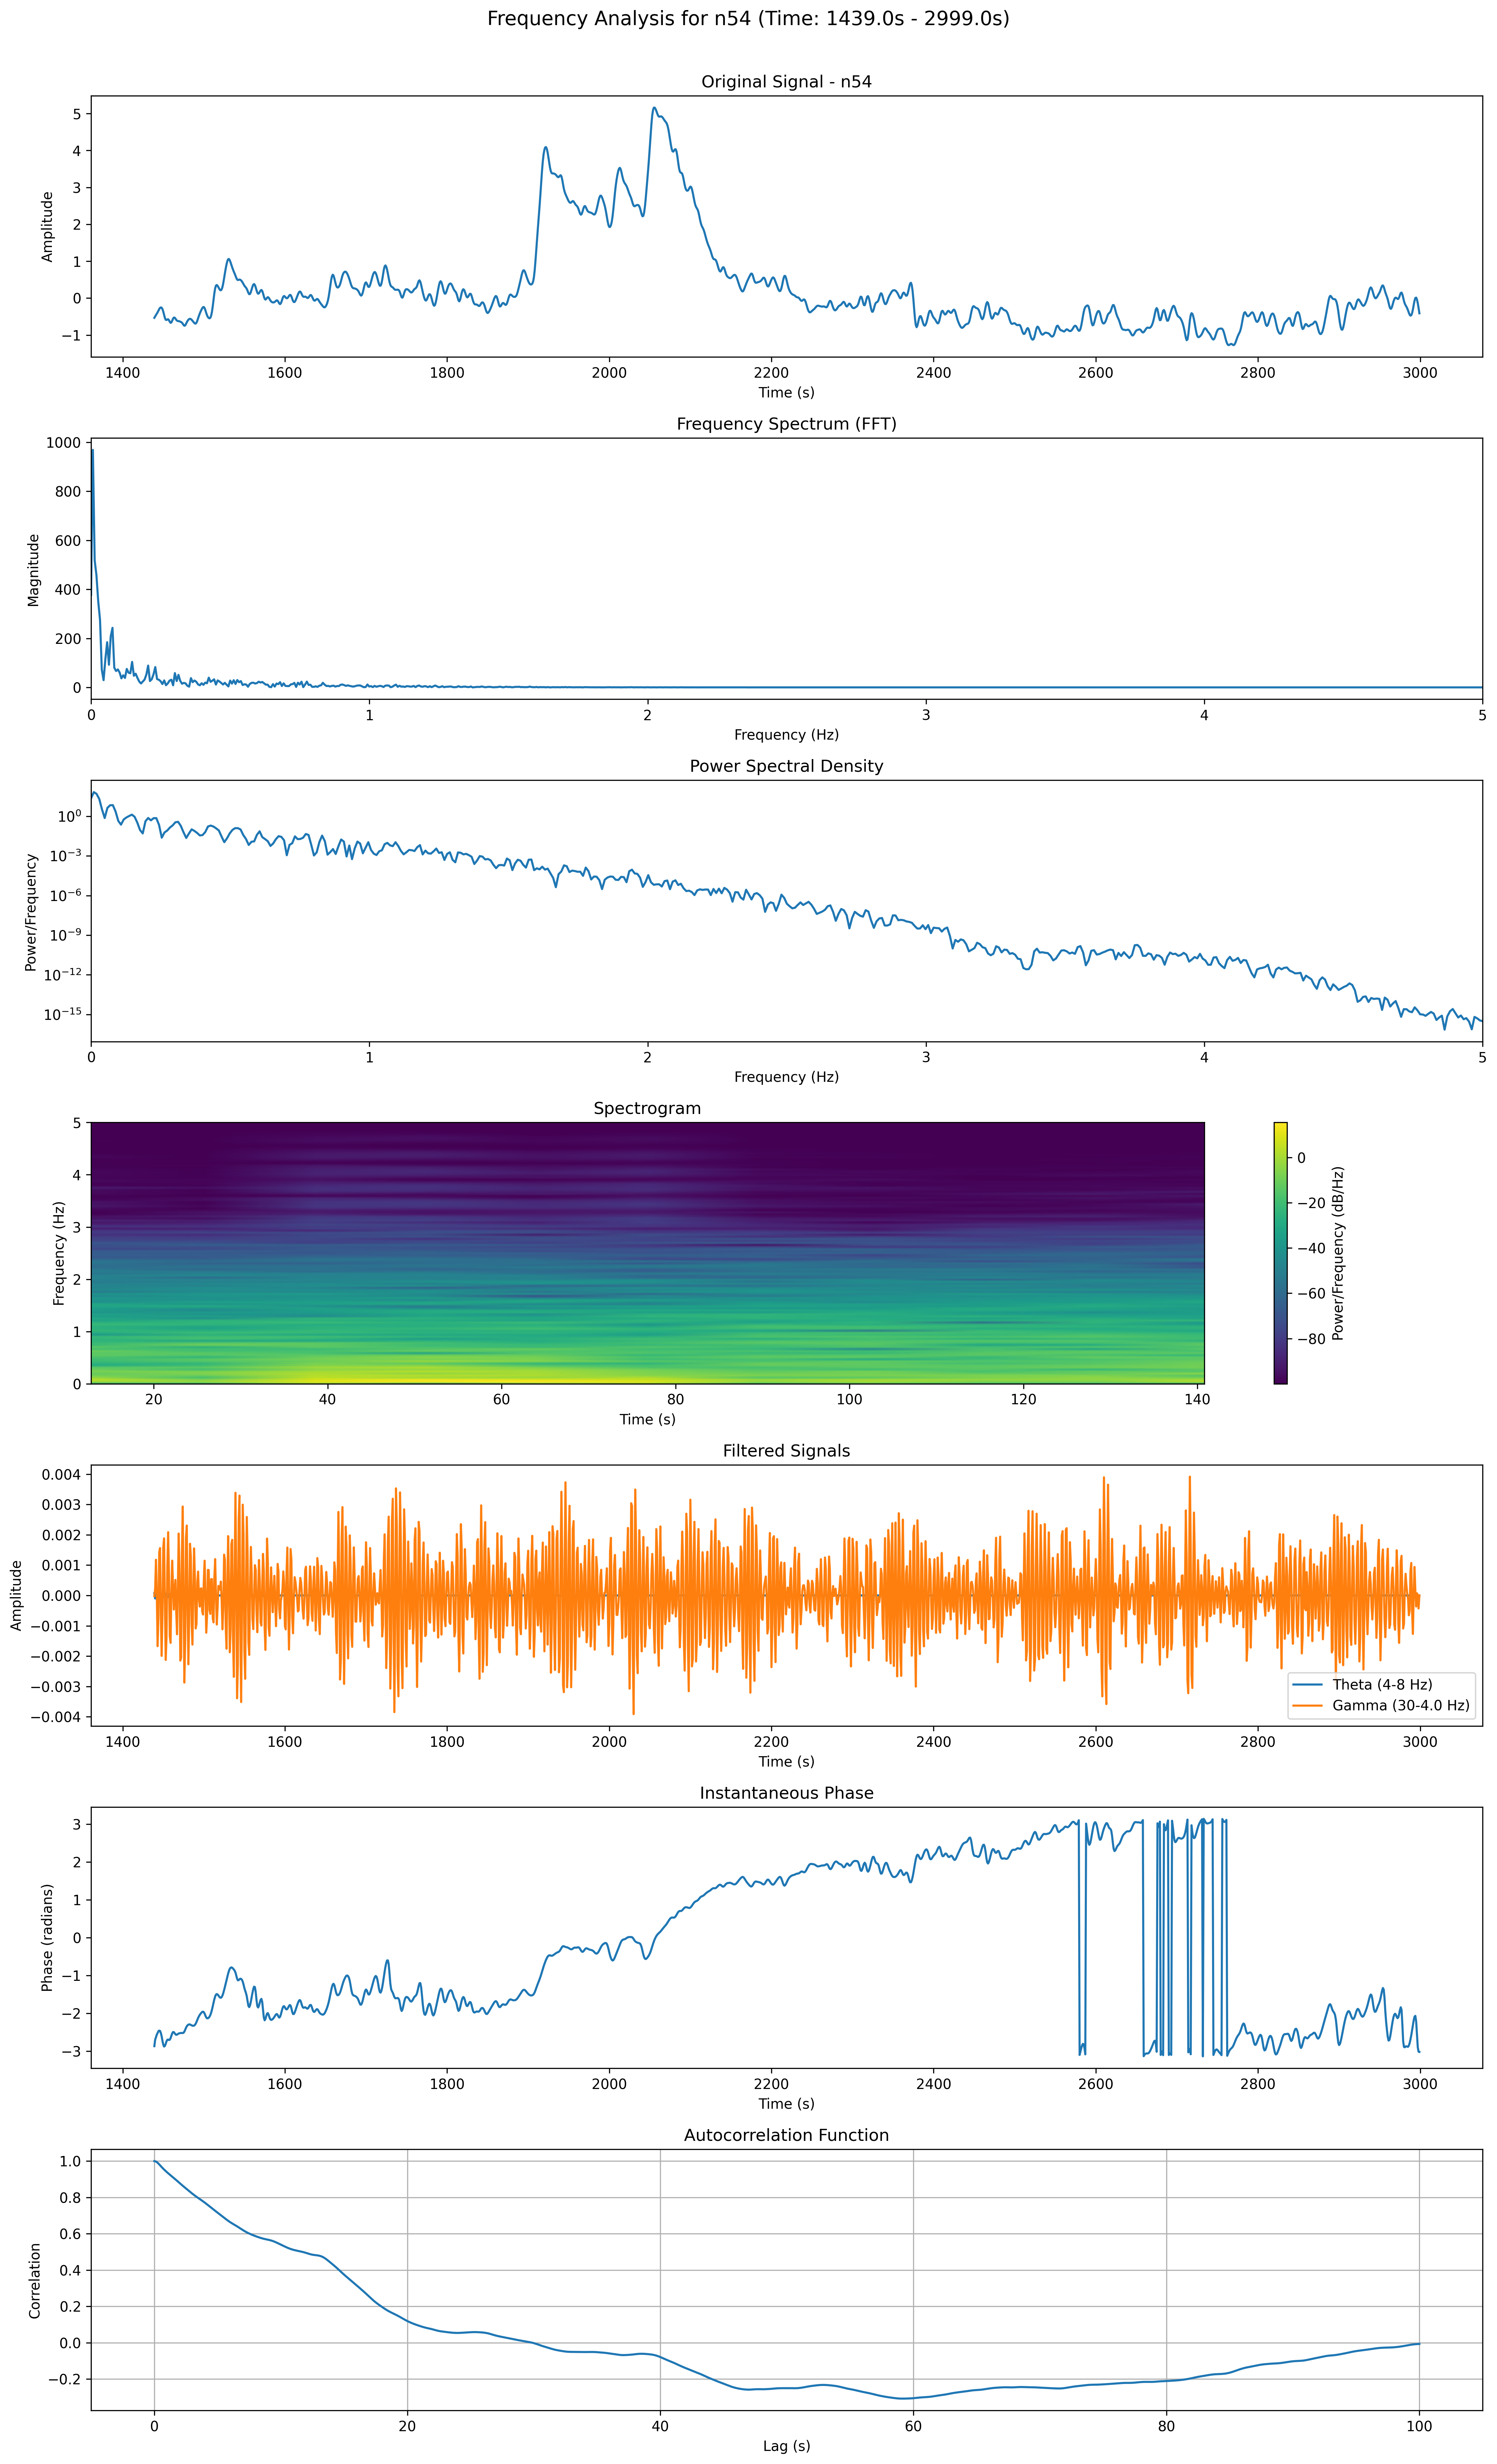 Frequency Analysis for n54 (Time: 1439.0s - 2999.0s)
Original Signal - n54
Amplitude
5
4
3
2
1
0
−1
1400 1600 1800 2000 2200 2400 2600 2800 3000
Time (s)
Frequency Spectrum (FFT)
Magnitude
1000
800
600
400
200
0
0 1 2 3 4 5
Frequency (Hz)
Power Spectral Density
Power/Frequency
10⁰
10⁻³
10⁻⁶
10⁻⁹
10⁻¹²
10⁻¹⁵
0 1 2 3 4 5
Frequency (Hz)
Spectrogram
Frequency (Hz)
5
4
3
2
1
0
20 40 60 80 100 120 140
Time (s)
0
−20
−40
−60
−80
Power/Frequency (dB/Hz)
Filtered Signals
Amplitude
0.004
0.003
0.002
0.001
0.000
−0.001
−0.002
−0.003
−0.004
Theta (4-8 Hz)
Gamma (30-4.0 Hz)
1400 1600 1800 2000 2200 2400 2600 2800 3000
Time (s)
Instantaneous Phase
Phase (radians)
3
2
1
0
−1
−2
−3
1400 1600 1800 2000 2200 2400 2600 2800 3000
Time (s)
Autocorrelation Function
Correlation
1.0
0.8
0.6
0.4
0.2
0.0
−0.2
0 20 40 60 80 100
Lag (s)